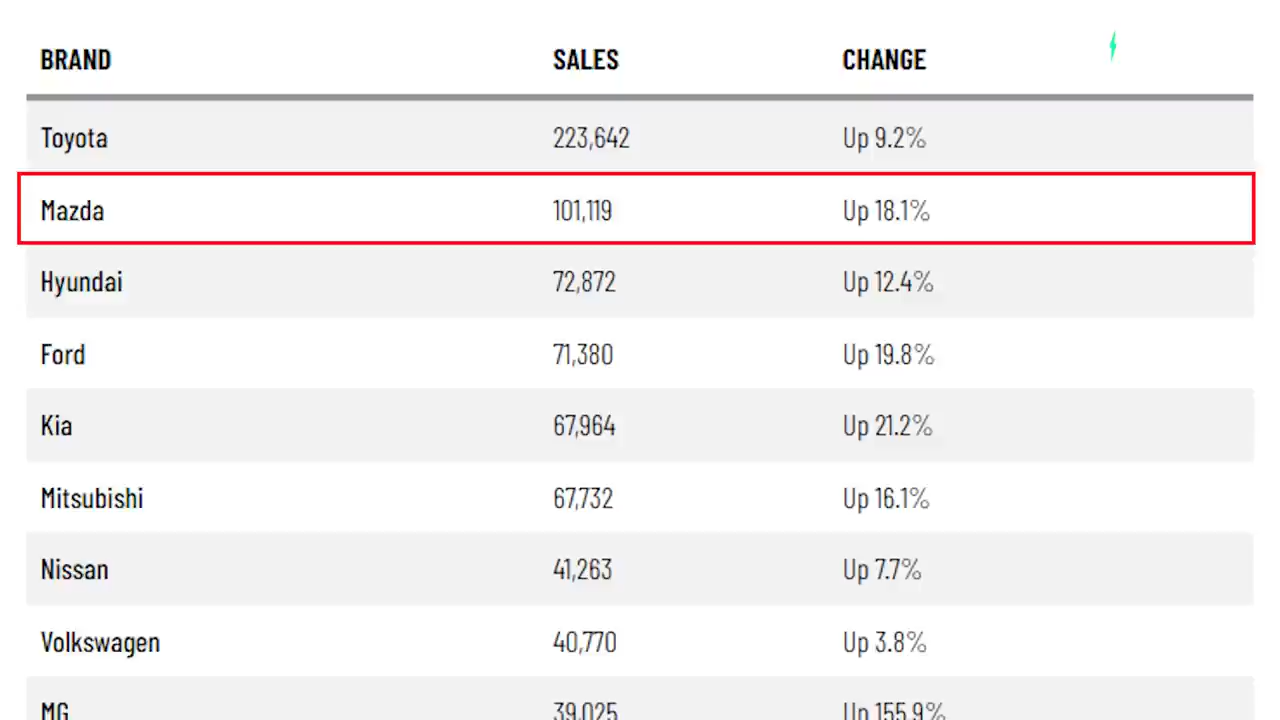 BRAND SALES CHANGE
Toyota 223,642 Up 9.2%
Mazda 101,119 Up 18.1%
Hyundai 72,872 Up 12.4%
Ford 71,380 Up 19.8%
Kia 67,964 Up 21.2%
Mitsubishi 67,732 Up 16.1%
Nissan 41,263 Up 7.7%
Volkswagen 40,770 Up 3.8%
MG 39,025 Up 155.9%